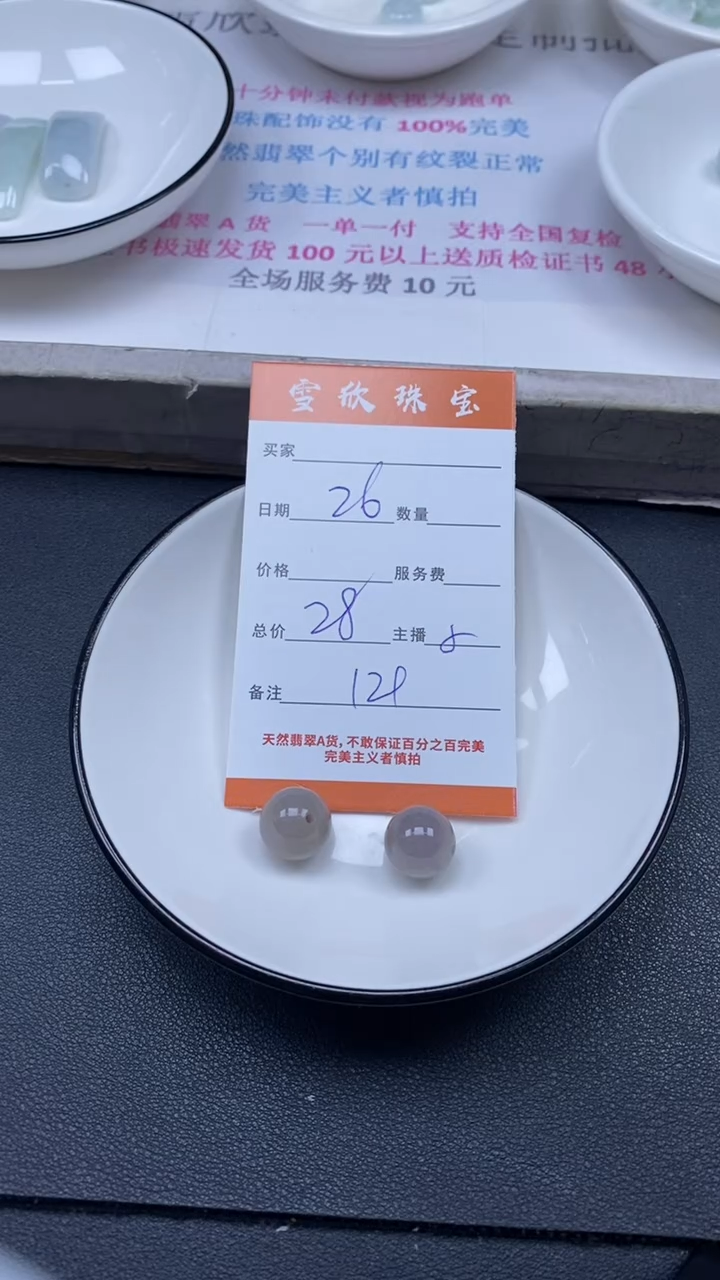 十分钟未付款视为跑单
珠配饰没有 100%完美
然翡翠个别有纹裂正常
完美主义者慎拍
翡翠 A 货 一单一付 支持全国复检
书极速发货 100 元以上送质检证书 48
全场服务费 10 元
雪欣珠宝
买家
日期 26 数量
价格 服务费
总价 28 主播
备注 121
天然翡翠A货,不敢保证百分之百完美
完美主义者慎拍